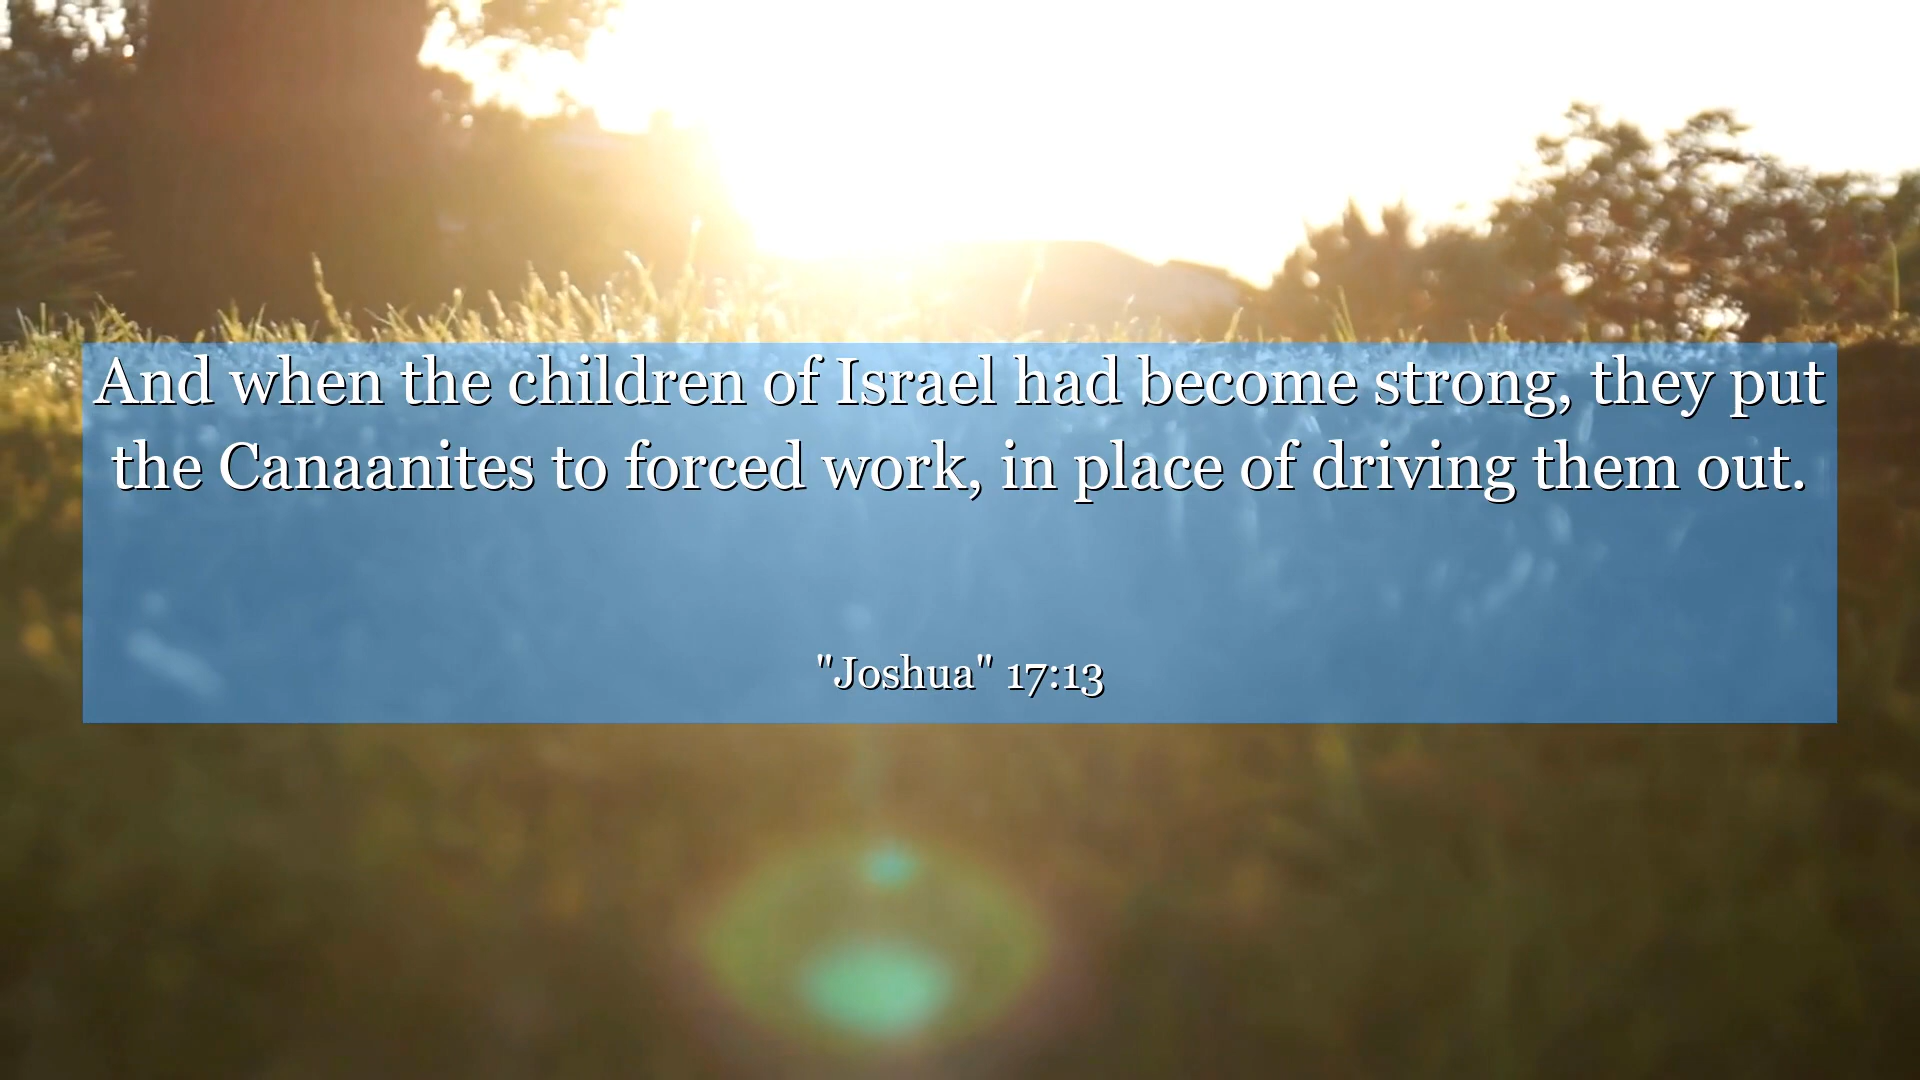 And when the children of Israel had become strong, they put
the Canaanites to forced work, in place of driving them out.
"Joshua" 17:13